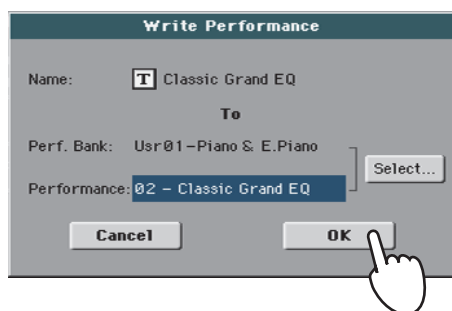 Write Performance
Name: T Classic Grand EQ
To
Perf. Bank: Usr01-Piano & E.Piano
Select...
Performance: 02 - Classic Grand EQ
Cancel OK